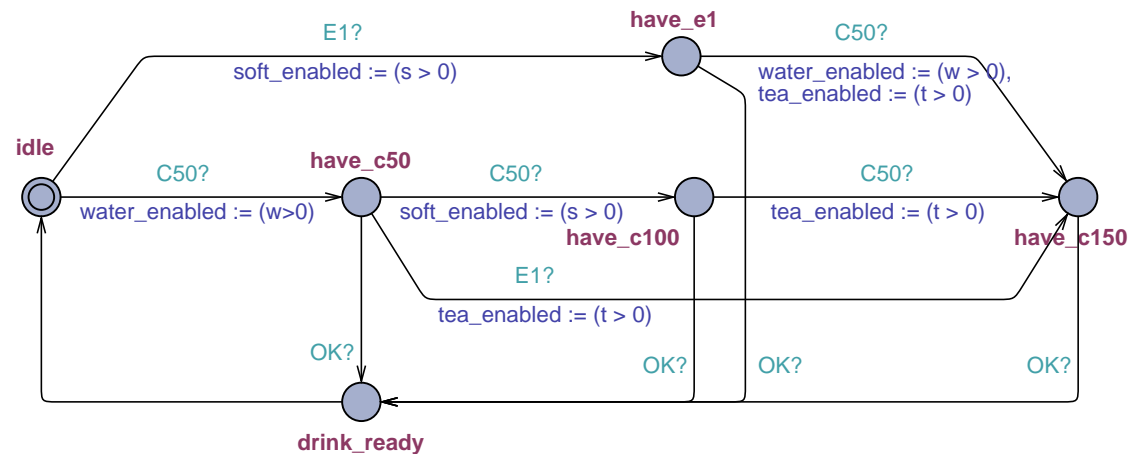 have_e1
E1?
C50?
soft_enabled := (s > 0)
water_enabled := (w > 0),
tea_enabled := (t > 0)
idle
have_c50
C50?
C50?
C50?
water_enabled := (w>0)
soft_enabled := (s > 0)
tea_enabled := (t > 0)
have_c100
have_c150
E1?
tea_enabled := (t > 0)
OK?
OK?
OK?
OK?
drink_ready